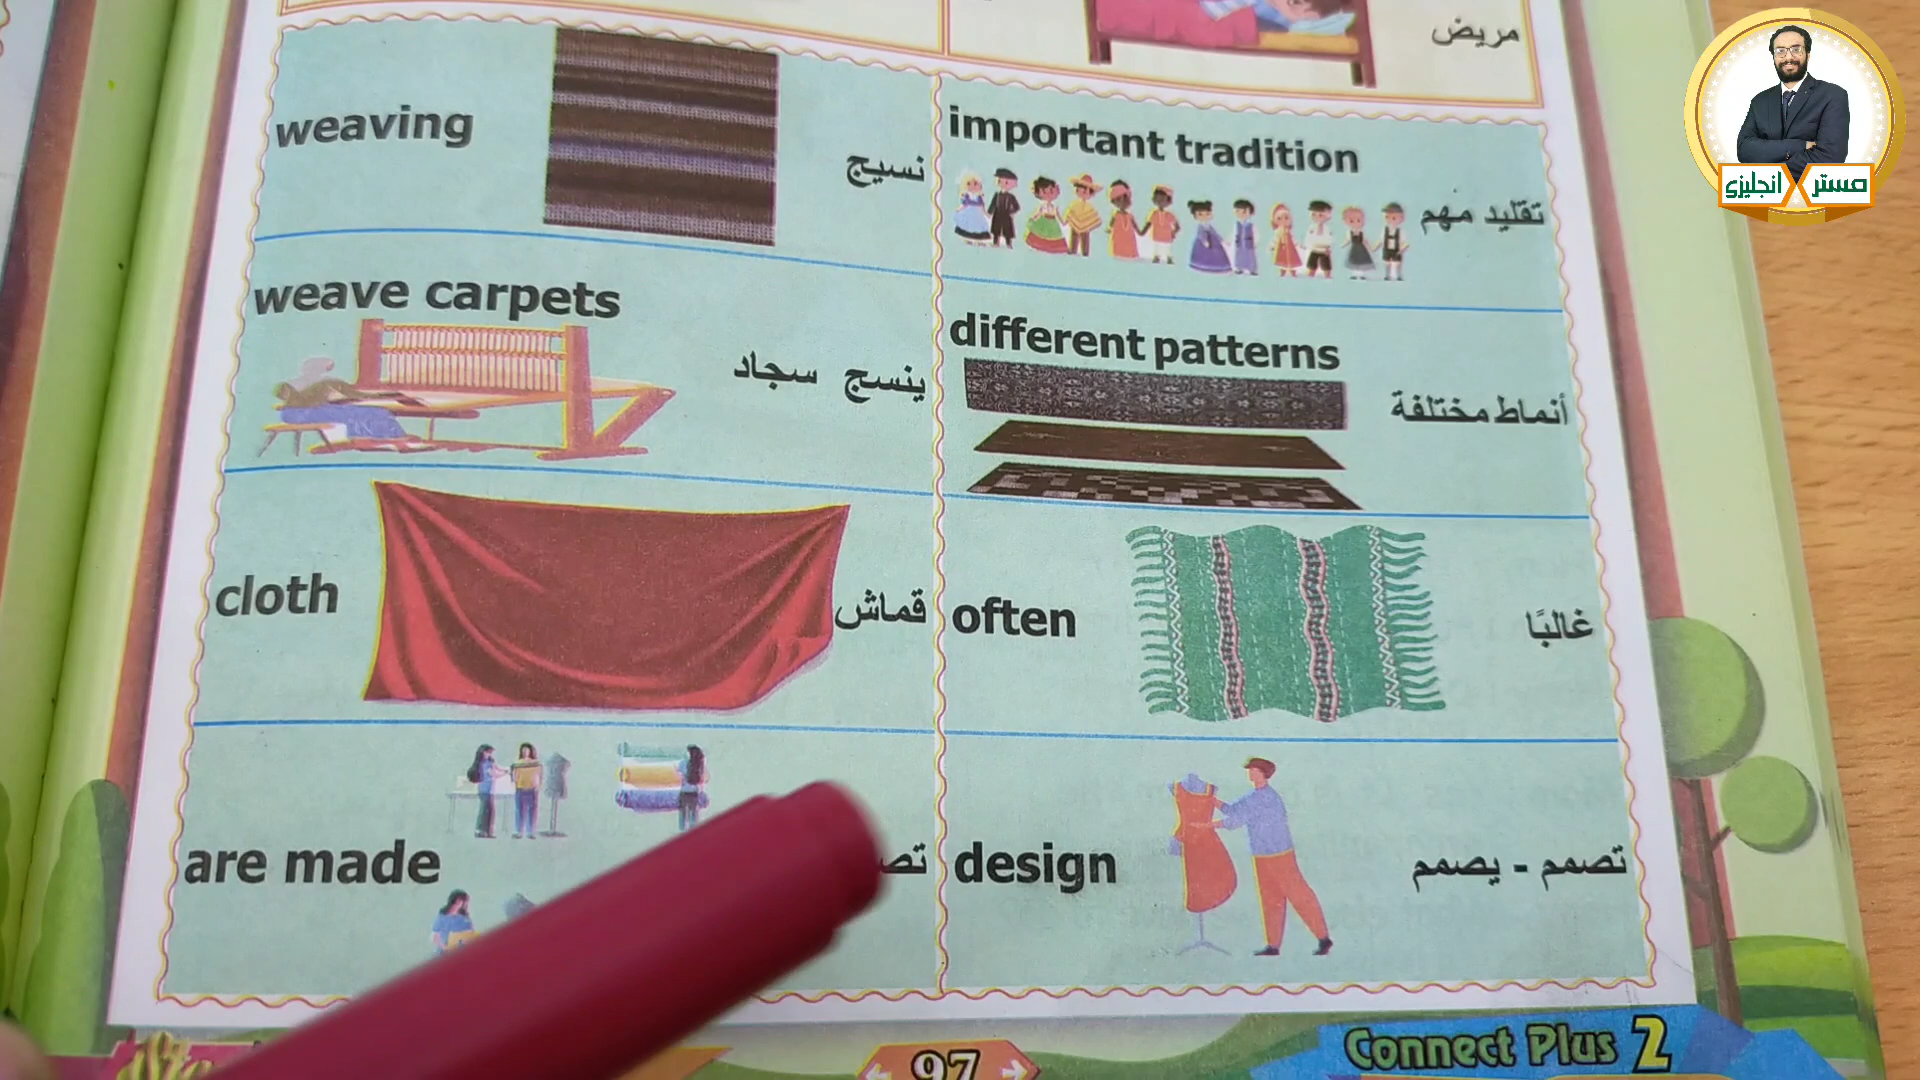 مريض
weaving
نسيج
important tradition
تقليد مهم
weave carpets
ينسج سجاد
different patterns
أنماط مختلفة
cloth
قماش
often
غالبًا
are made
design
تصمم - يصمم
97
Connect Plus 2
مستر X انجليزي